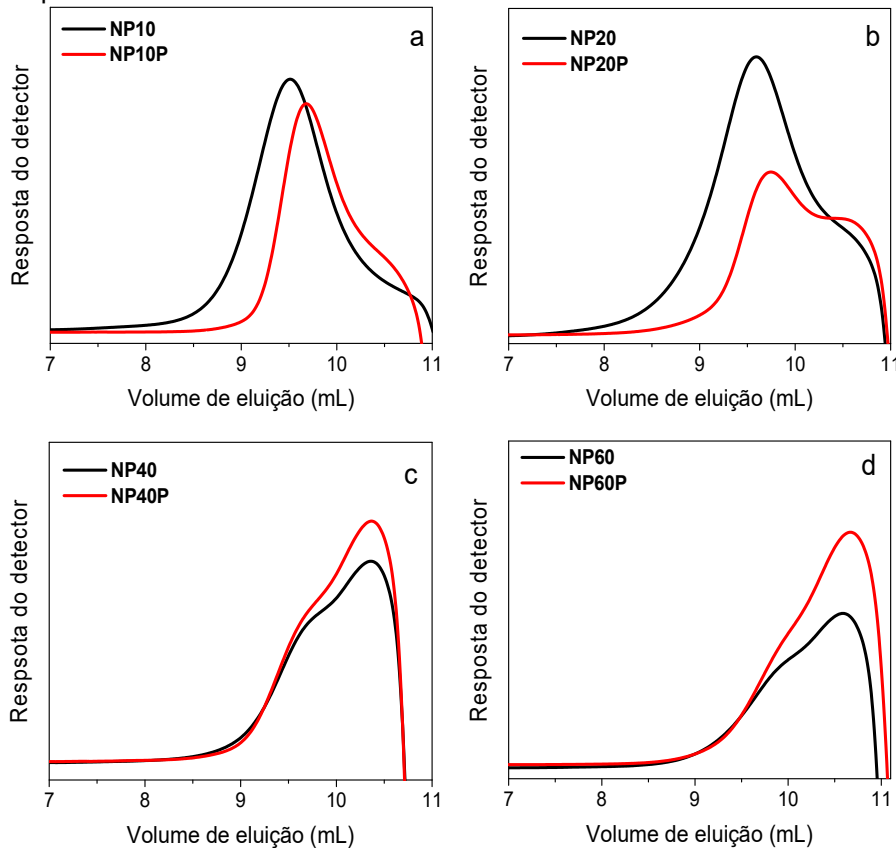 NP10
NP10P
a
Resposta do detector
7 8 9 10 11
Volume de eluição (mL)
NP20
NP20P
b
Resposta do detector
7 8 9 10 11
Volume de eluição (mL)
NP40
NP40P
c
Respsota do detector
7 8 9 10 11
Volume de eluição (mL)
NP60
NP60P
d
Resposta do detector
7 8 9 10 11
Volume de eluição (mL)